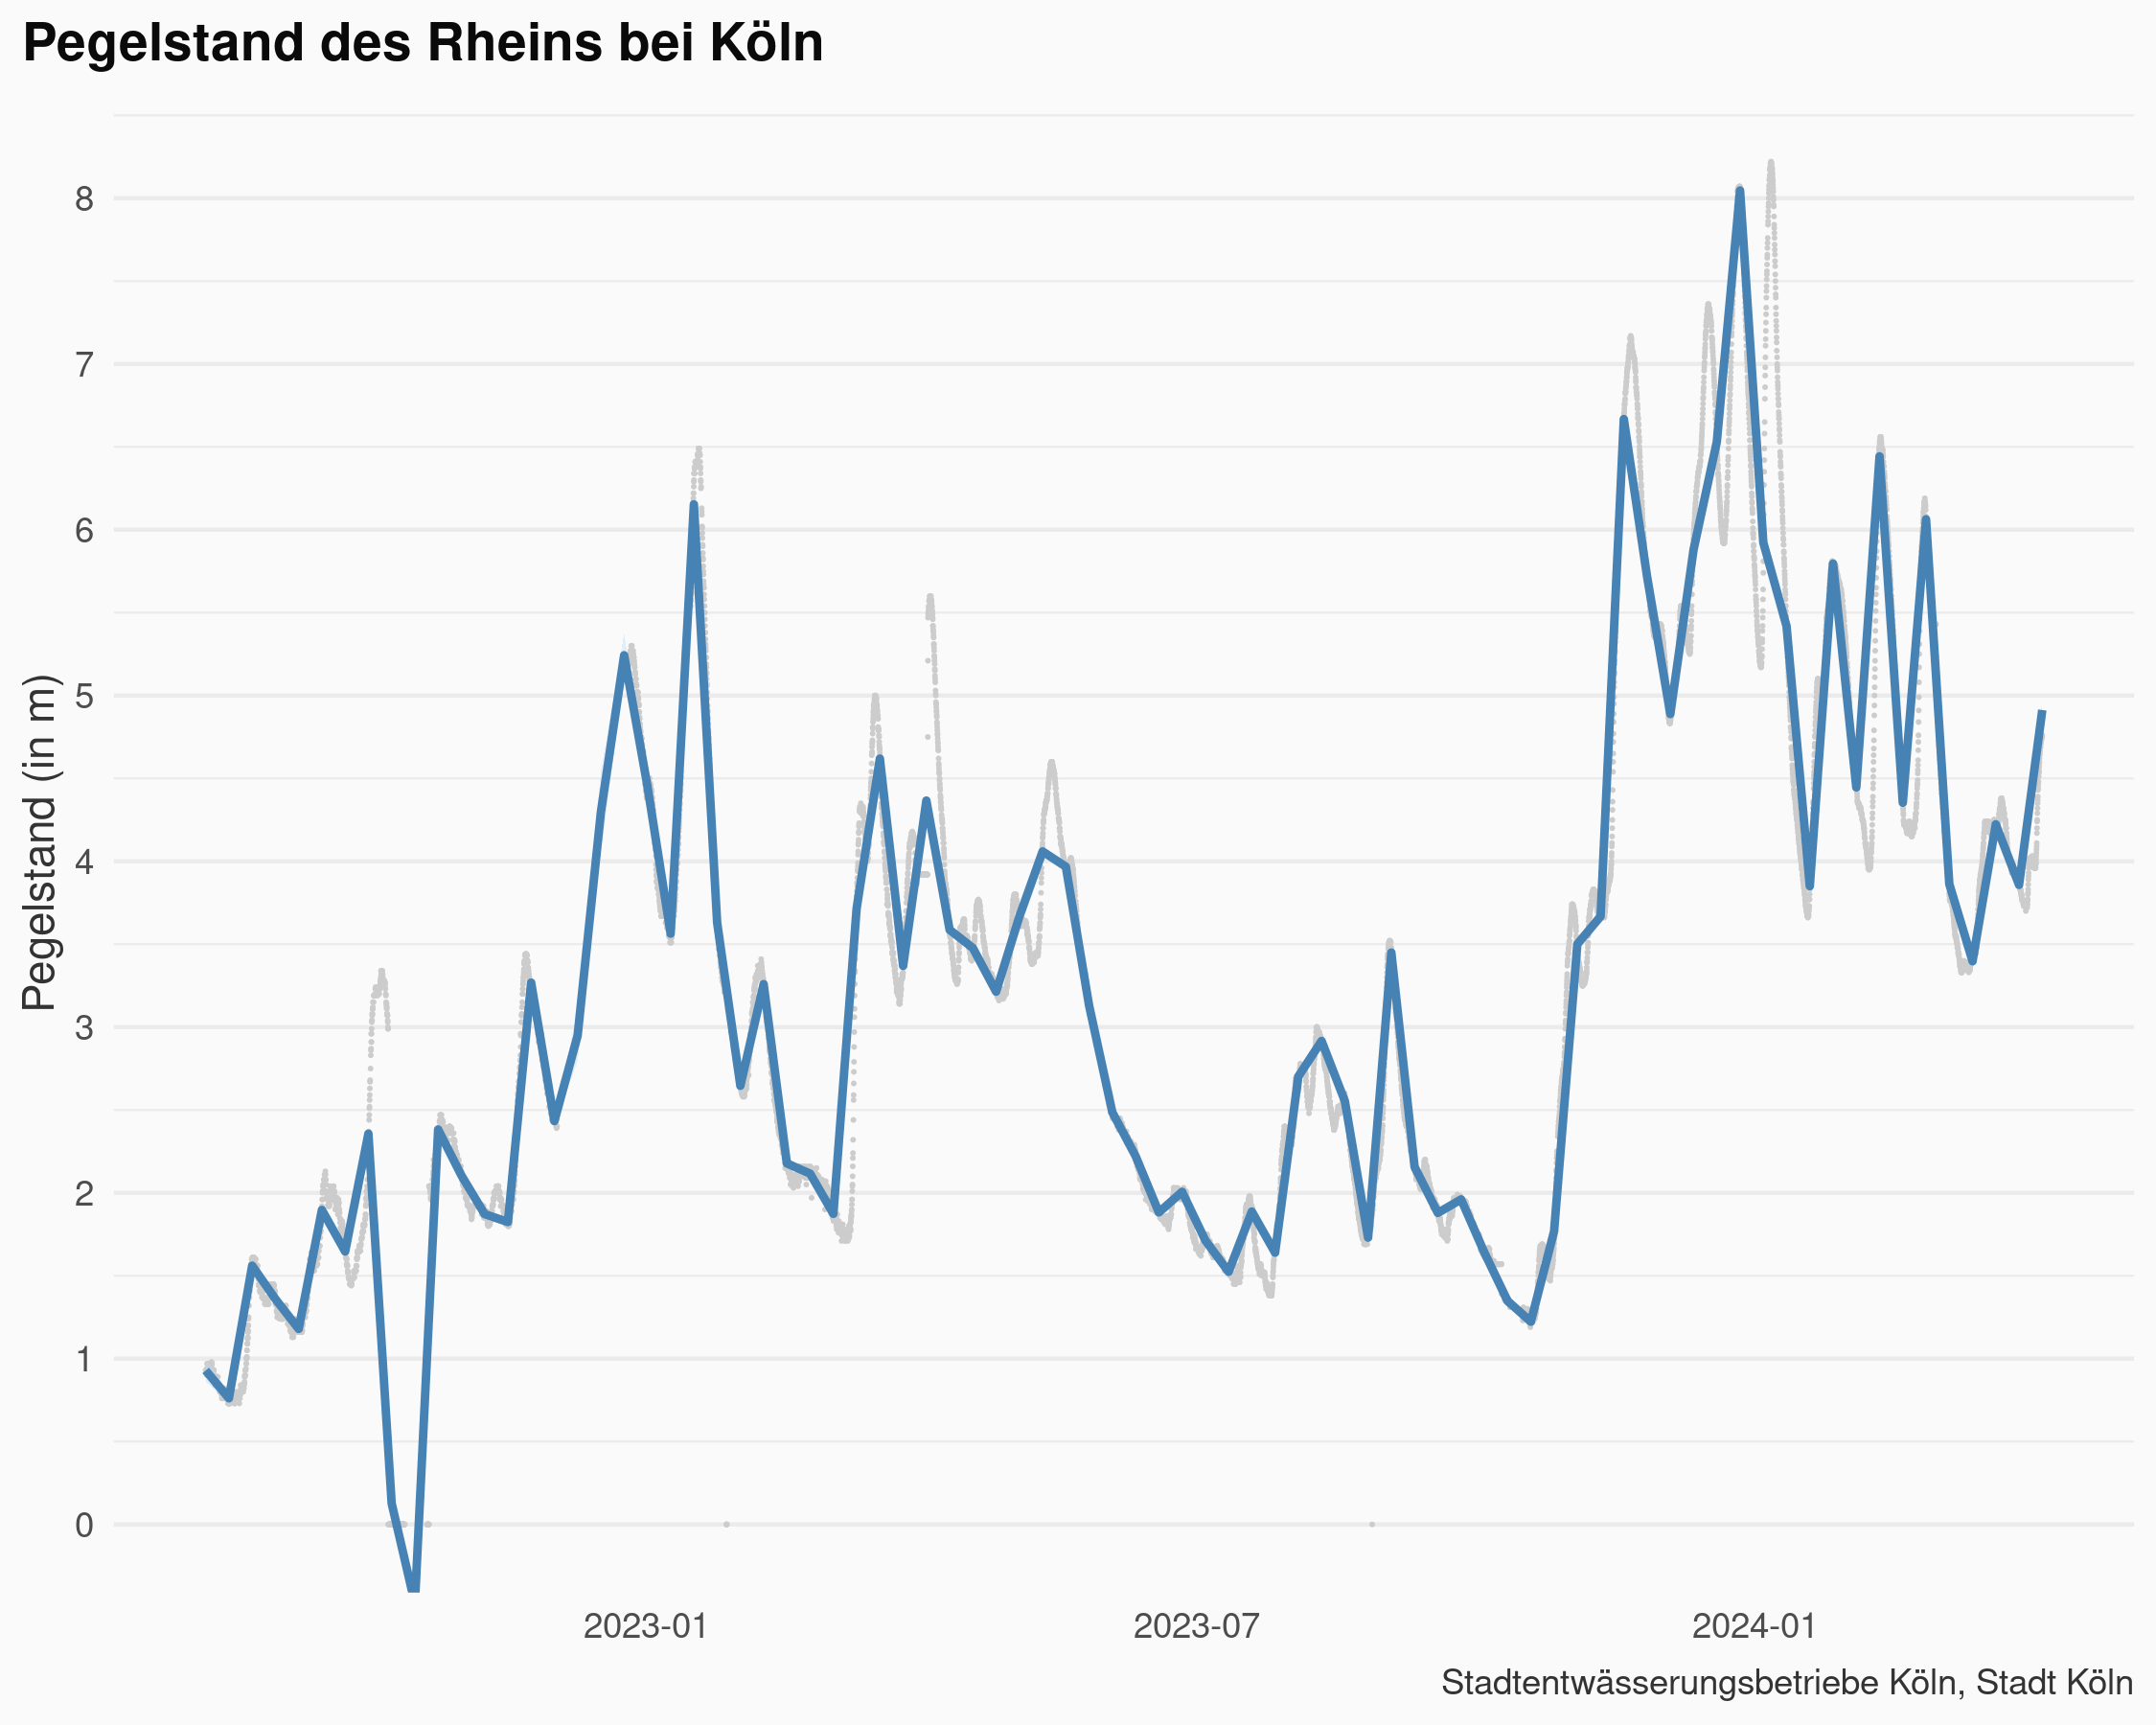 Pegelstand des Rheins bei Köln
Pegelstand (in m)
8
7
6
5
4
3
2
1
0
2023-01 2023-07 2024-01
Stadtentwässerungsbetriebe Köln, Stadt Köln